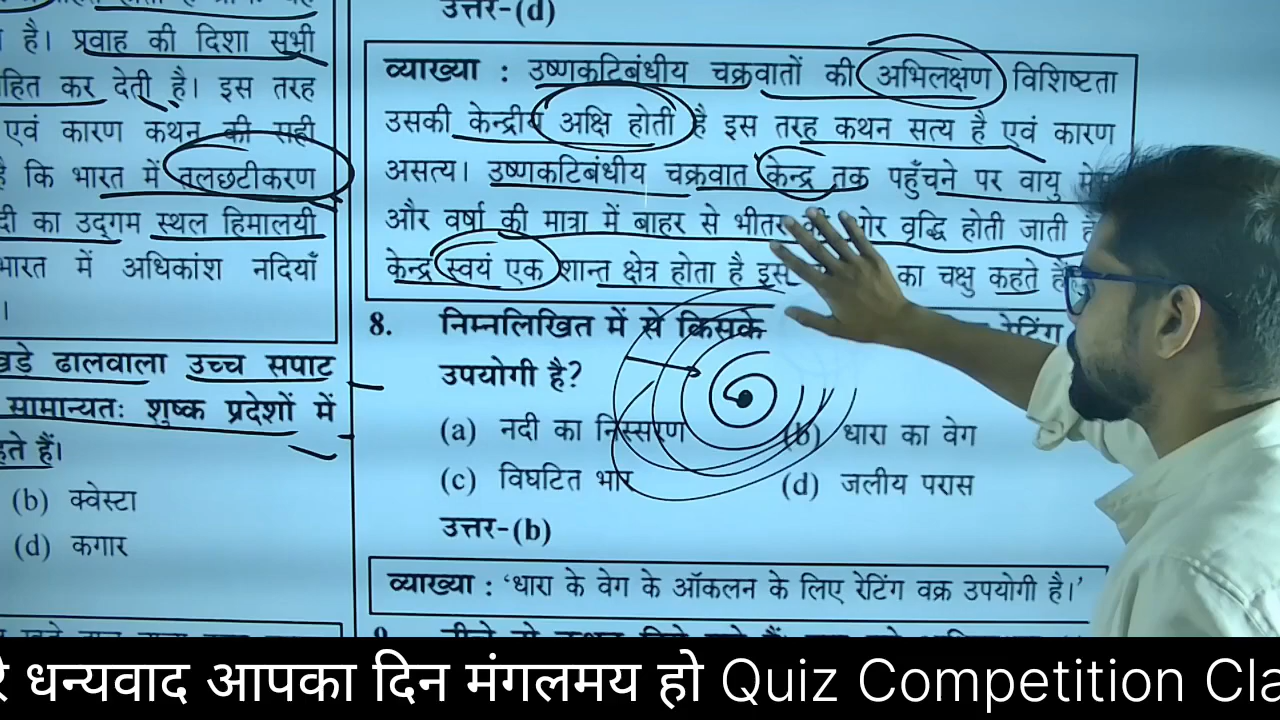 है। प्रवाह की दिशा सभी
हित कर देती है। इस तरह
एवं कारण कथन की सही
है कि भारत में तलछटीकरण
दी का उद्गम स्थल हिमालयी
भारत में अधिकांश नदियाँ
।
खड़े ढालवाला उच्च सपाट
मामान्यतः शुष्क प्रदेशों में
हते हैं।
(b) क्वेस्टा
(d) कगार
उत्तर-(d)
व्याख्या : उष्णकटिबंधीय चक्रवातों की अभिलक्षण विशिष्टता
उसकी केन्द्रीय अक्षि होती है इस तरह कथन सत्य है एवं कारण
असत्य। उष्णकटिबंधीय चक्रवात केन्द्र तक पहुँचने पर वायु
और वर्षा की मात्रा में बाहर से भीतर ओर वृद्धि होती जाती
केन्द्र स्वयं एक शान्त क्षेत्र होता है इस का चक्षु कहते हैं।
8. निम्नलिखित में से किसके रेटिंग
उपयोगी है?
(a) नदी का निस्सरण (b) धारा का वेग
(c) विघटित भार (d) जलीय परास
उत्तर-(b)
व्याख्या : ‘धारा के वेग के ऑकलन के लिए रेटिंग वक्र उपयोगी है।’
रे धन्यवाद आपका दिन मंगलमय हो Quiz Competition Cla